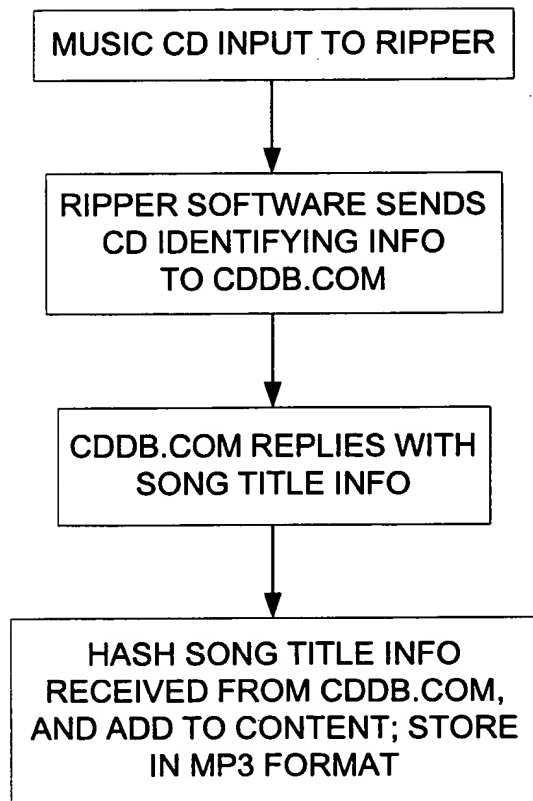 MUSIC CD INPUT TO RIPPER
RIPPER SOFTWARE SENDS
CD IDENTIFYING INFO
TO CDDB.COM
CDDB.COM REPLIES WITH
SONG TITLE INFO
HASH SONG TITLE INFO
RECEIVED FROM CDDB.COM,
AND ADD TO CONTENT; STORE
IN MP3 FORMAT